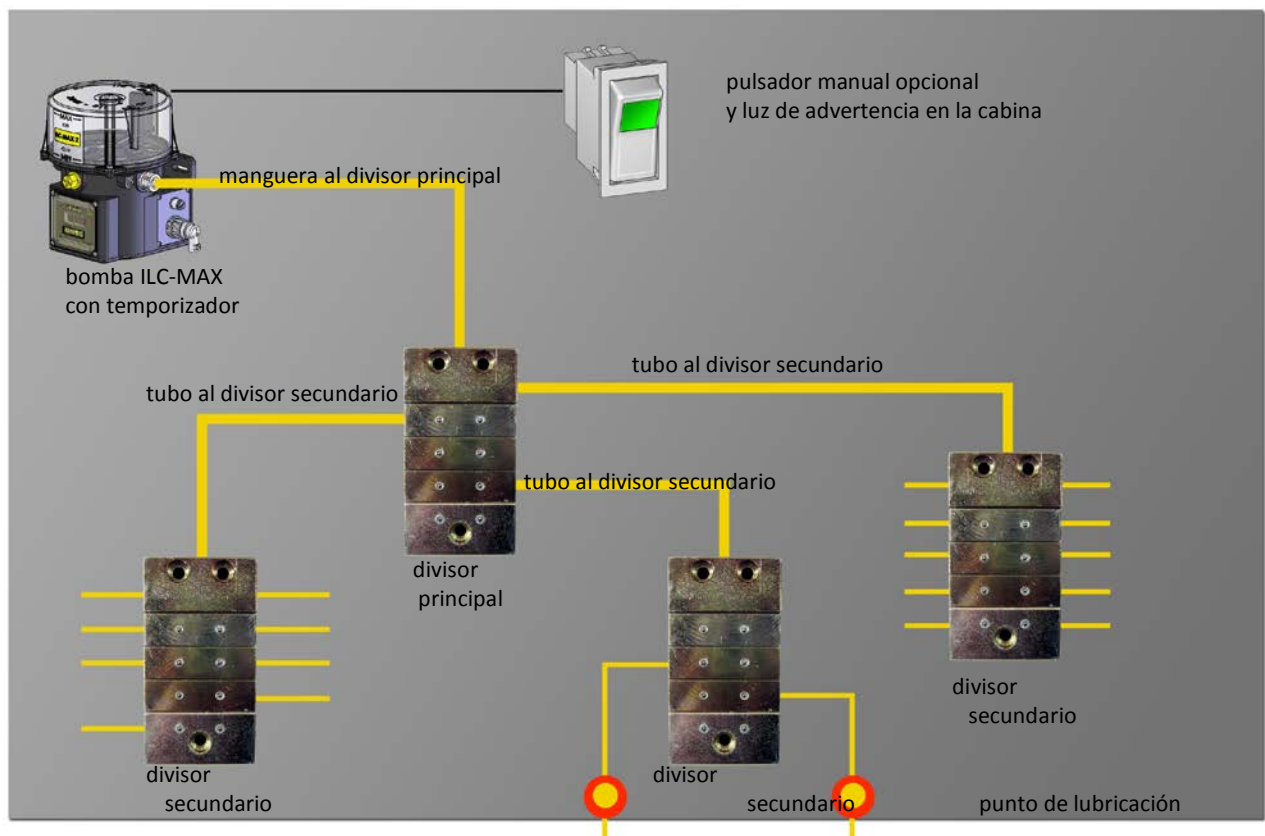 pulsador manual opcional
y luz de advertencia en la cabina
MAX
manguera al divisor principal
bomba ILC-MAX
con temporizador
tubo al divisor secundario
tubo al divisor secundario
tubo al divisor secundario
divisor
principal
divisor
secundario
divisor
secundario
divisor
secundario
punto de lubricación